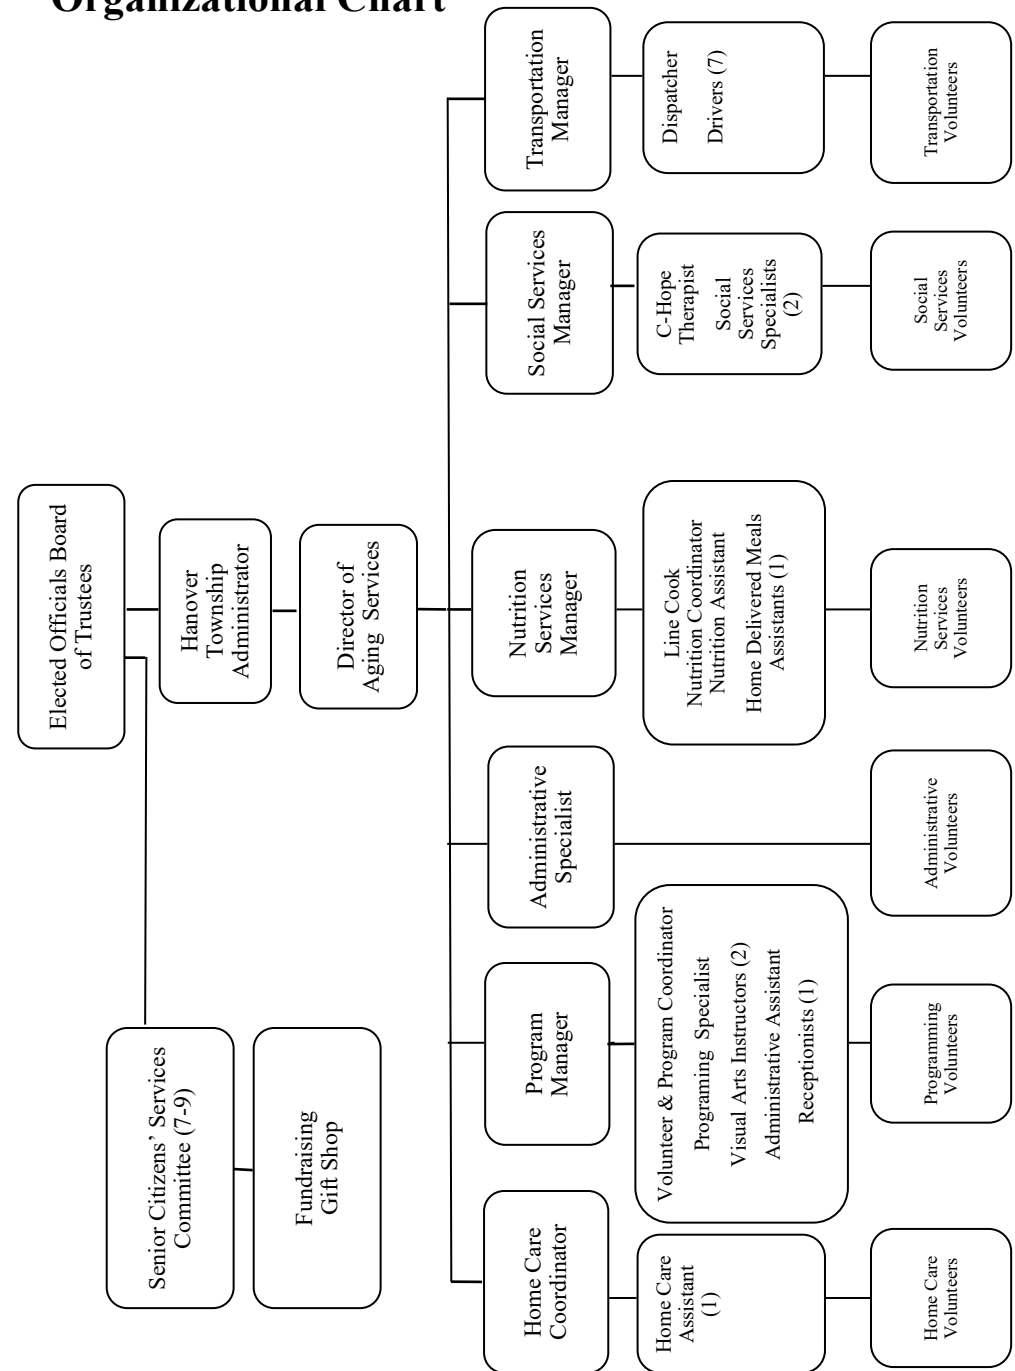 Organizational Chart
Elected Officials Board
of Trustees
Hanover
Township
Administrator
Director of
Aging Services
Senior Citizens’ Services
Committee (7-9)
Fundraising
Gift Shop
Home Care
Coordinator
Program
Manager
Administrative
Specialist
Nutrition
Services
Manager
Social Services
Manager
Transportation
Manager
Home Care
Assistant
(1)
Volunteer & Program Coordinator
Programing Specialist
Visual Arts Instructors (2)
Administrative Assistant
Receptionists (1)
Line Cook
Nutrition Coordinator
Nutrition Assistant
Home Delivered Meals
Assistants (1)
C-Hope
Therapist
Social
Services
Specialists
(2)
Dispatcher
Drivers (7)
Home Care
Volunteers
Programming
Volunteers
Administrative
Volunteers
Nutrition
Services
Volunteers
Social
Services
Volunteers
Transportation
Volunteers